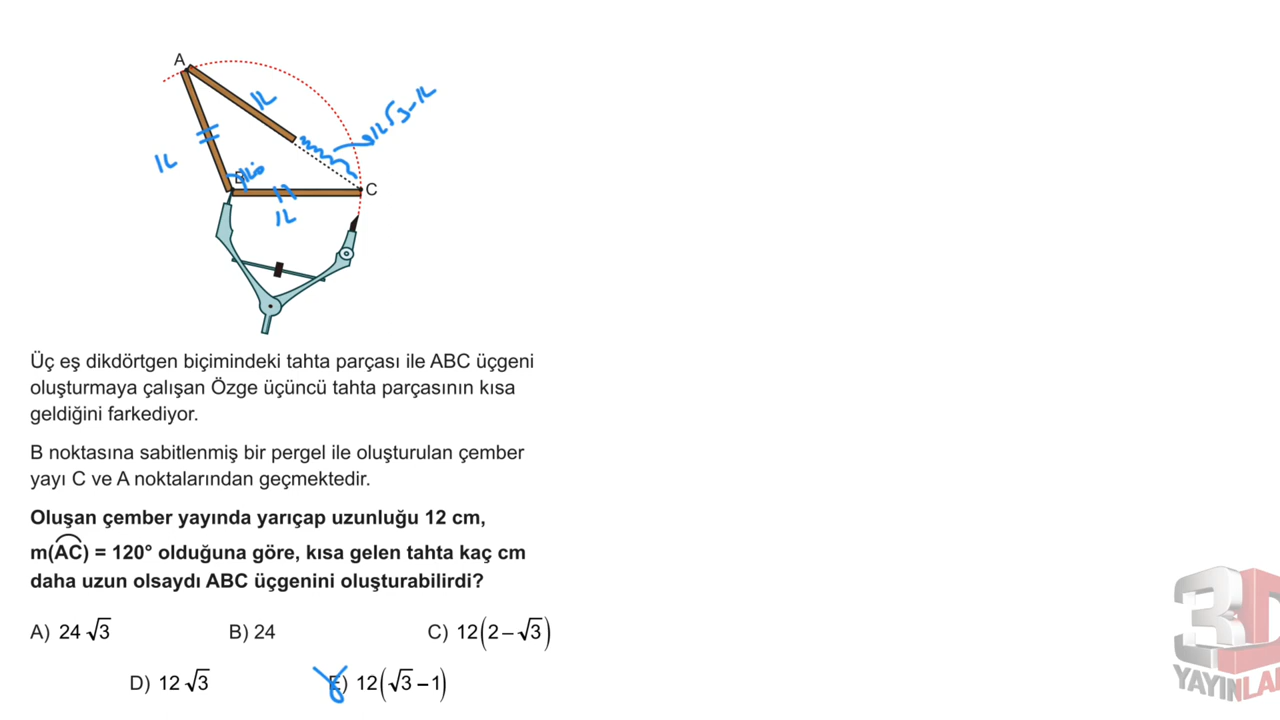 A
12
12√3-12
12
120
C
12
Üç eş dikdörtgen biçimindeki tahta parçası ile ABC üçgeni
oluşturmaya çalışan Özge üçüncü tahta parçasının kısa
geldiğini farkediyor.
B noktasına sabitlenmiş bir pergel ile oluşturulan çember
yayı C ve A noktalarından geçmektedir.
Oluşan çember yayında yarıçap uzunluğu 12 cm,
m(AC) = 120° olduğuna göre, kısa gelen tahta kaç cm
daha uzun olsaydı ABC üçgenini oluşturabilirdi?
A) 24√3 B) 24 C) 12(2–√3)
D) 12√3 E) 12(√3–1)
3D
YAYINLAR